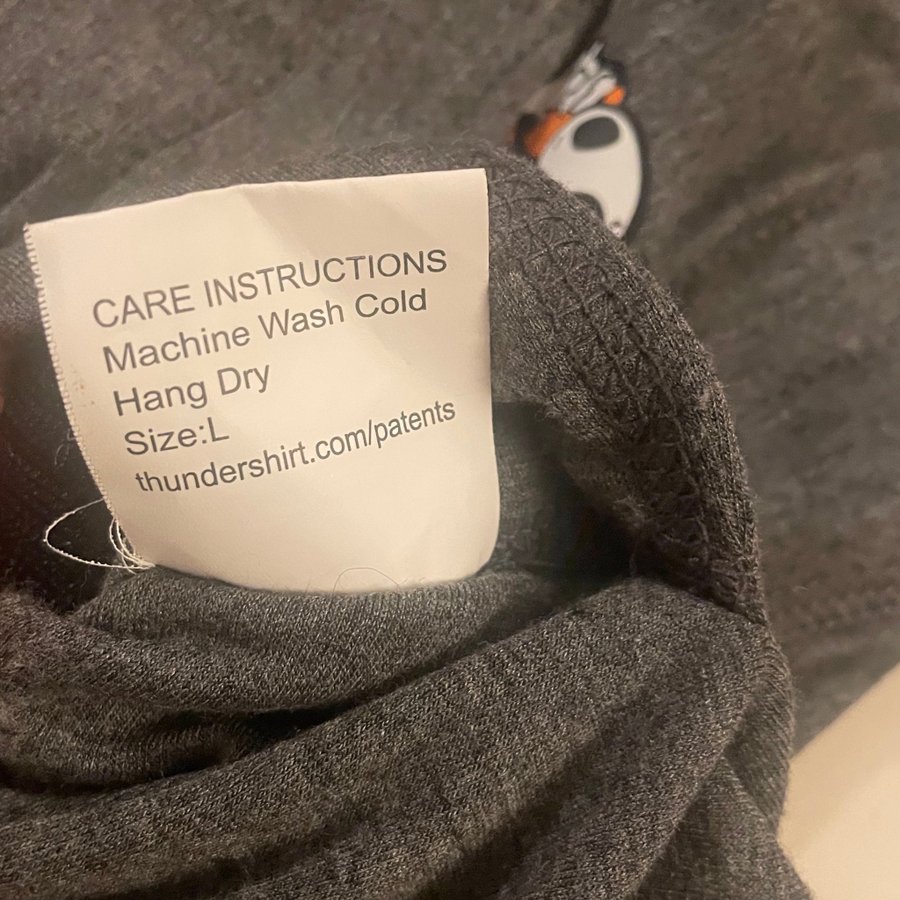 CARE INSTRUCTIONS
Machine Wash Cold
Hang Dry
Size:L
thundershirt.com/patents